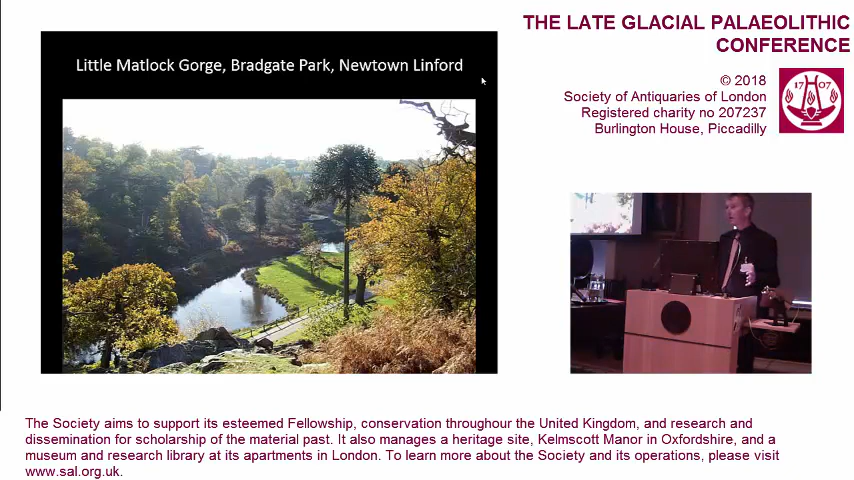 THE LATE GLACIAL PALAEOLITHIC
CONFERENCE
© 2018
Society of Antiquaries of London
Registered charity no 207237
Burlington House, Piccadilly
17 07
Little Matlock Gorge, Bradgate Park, Newtown Linford
The Society aims to support its esteemed Fellowship, conservation throughour the United Kingdom, and research and
dissemination for scholarship of the material past. It also manages a heritage site, Kelmscott Manor in Oxfordshire, and a
museum and research library at its apartments in London. To learn more about the Society and its operations, please visit
www.sal.org.uk.